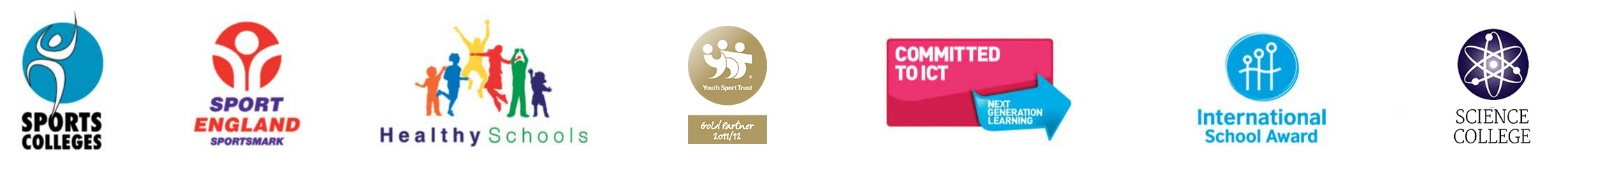 SPORTS
COLLEGES
SPORT
ENGLAND
SPORTSMARK
Healthy Schools
Youth Sport Trust
Gold Partner
2011/12
COMMITTED
TO ICT
NEXT
GENERATION
LEARNING
International
School Award
SCIENCE
COLLEGE